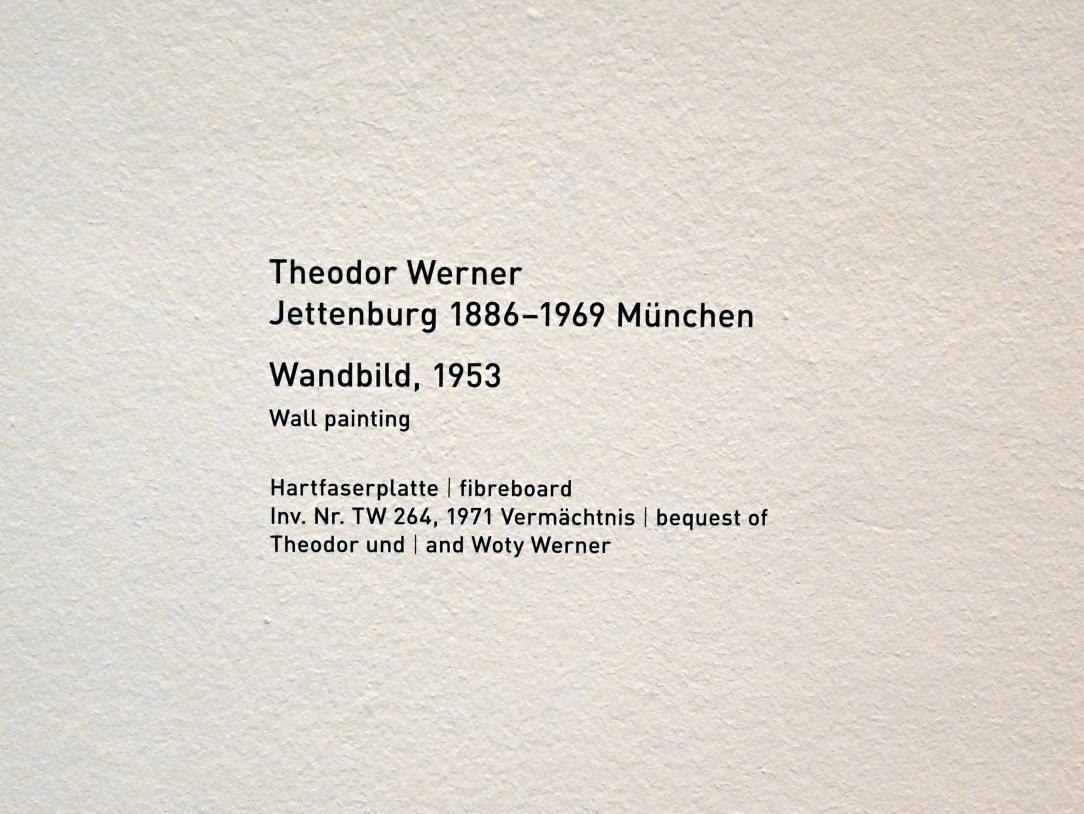 Theodor Werner
Jettenburg 1886–1969 München
Wandbild, 1953
Wall painting
Hartfaserplatte | fibreboard
Inv. Nr. TW 264, 1971 Vermächtnis | bequest of
Theodor und | and Woty Werner